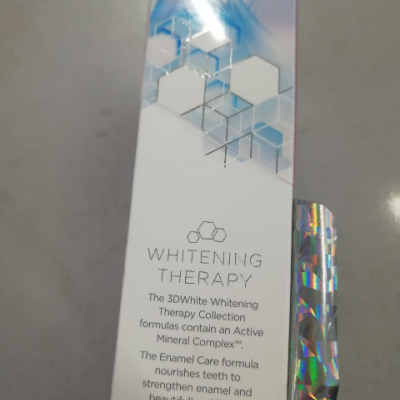 WHITENING
THERAPY
The 3DWhite Whitening
Therapy Collection
formulas contain an Active
Mineral Complex™.
The Enamel Care formula
nourishes teeth to
strengthen enamel and